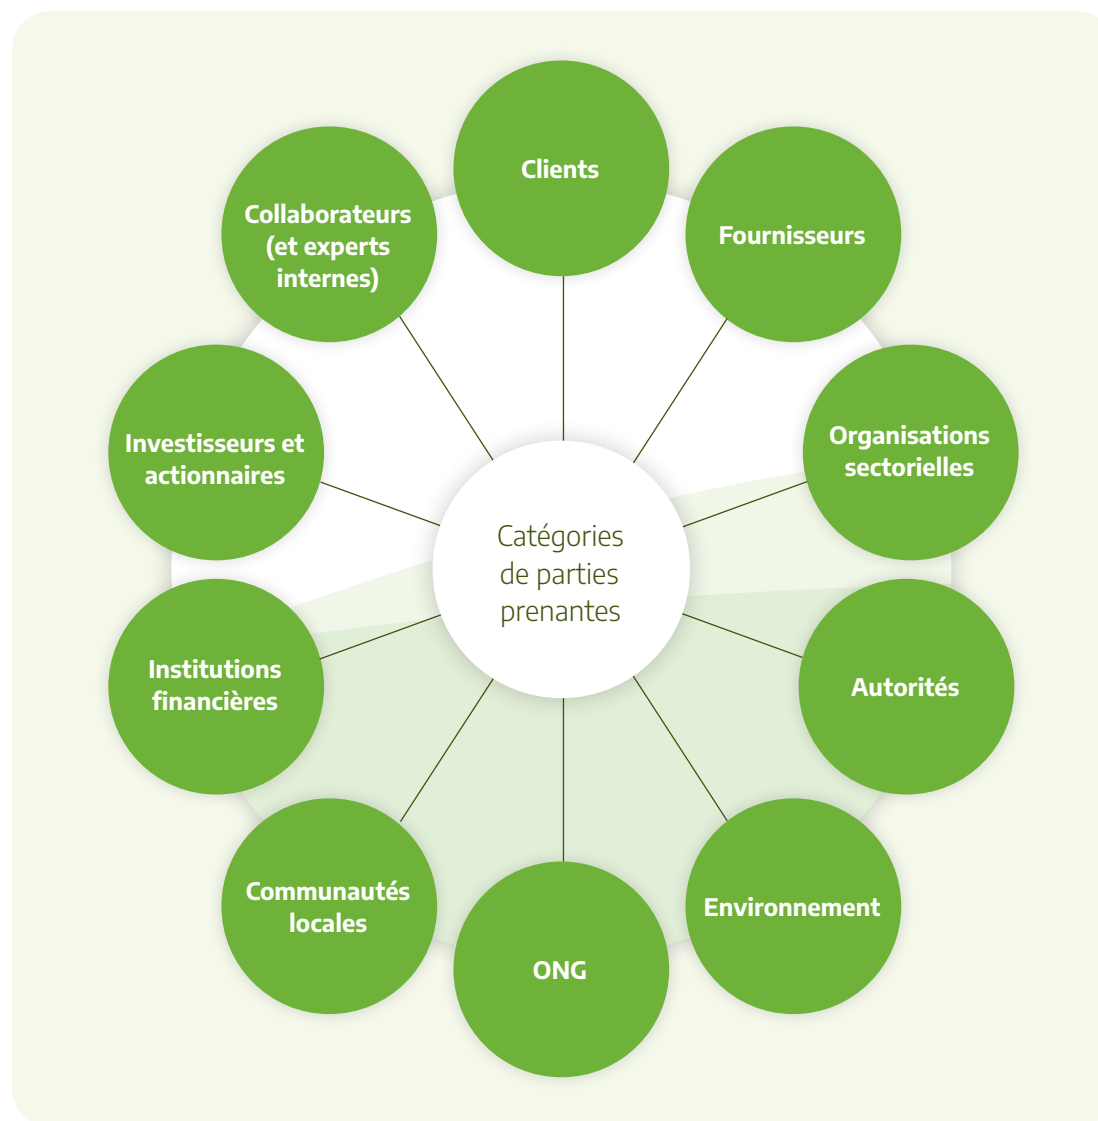 Clients
Fournisseurs
Organisations
sectorielles
Autorités
Environnement
ONG
Communautés
locales
Institutions
financières
Investisseurs et
actionnaires
Collaborateurs
(et experts
internes)
Catégories
de parties
prenantes